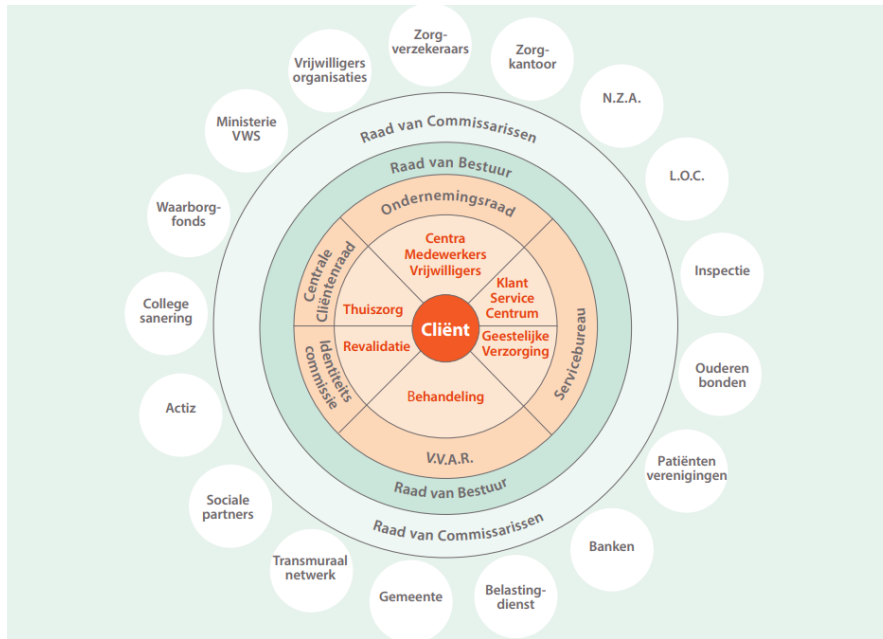 Zorg-
verzekeraars
Zorg-
kantoor
N.Z.A.
L.O.C.
Inspectie
Ouderen
bonden
Patiënten
verenigingen
Banken
Belasting-
dienst
Gemeente
Transmuraal
netwerk
Sociale
partners
Actiz
College
sanering
Waarborg-
fonds
Ministerie
VWS
Vrijwilligers
organisaties
Raad van Commissarissen
Raad van Bestuur
Ondernemingsraad
Centrale
Cliëntenraad
Identiteits
commissie
Servicebureau
V.V.A.R.
Raad van Bestuur
Raad van Commissarissen
Centra
Medewerkers
Vrijwilligers
Klant
Service
Centrum
Thuiszorg
Cliënt
Revalidatie
Geestelijke
Verzorging
Behandeling